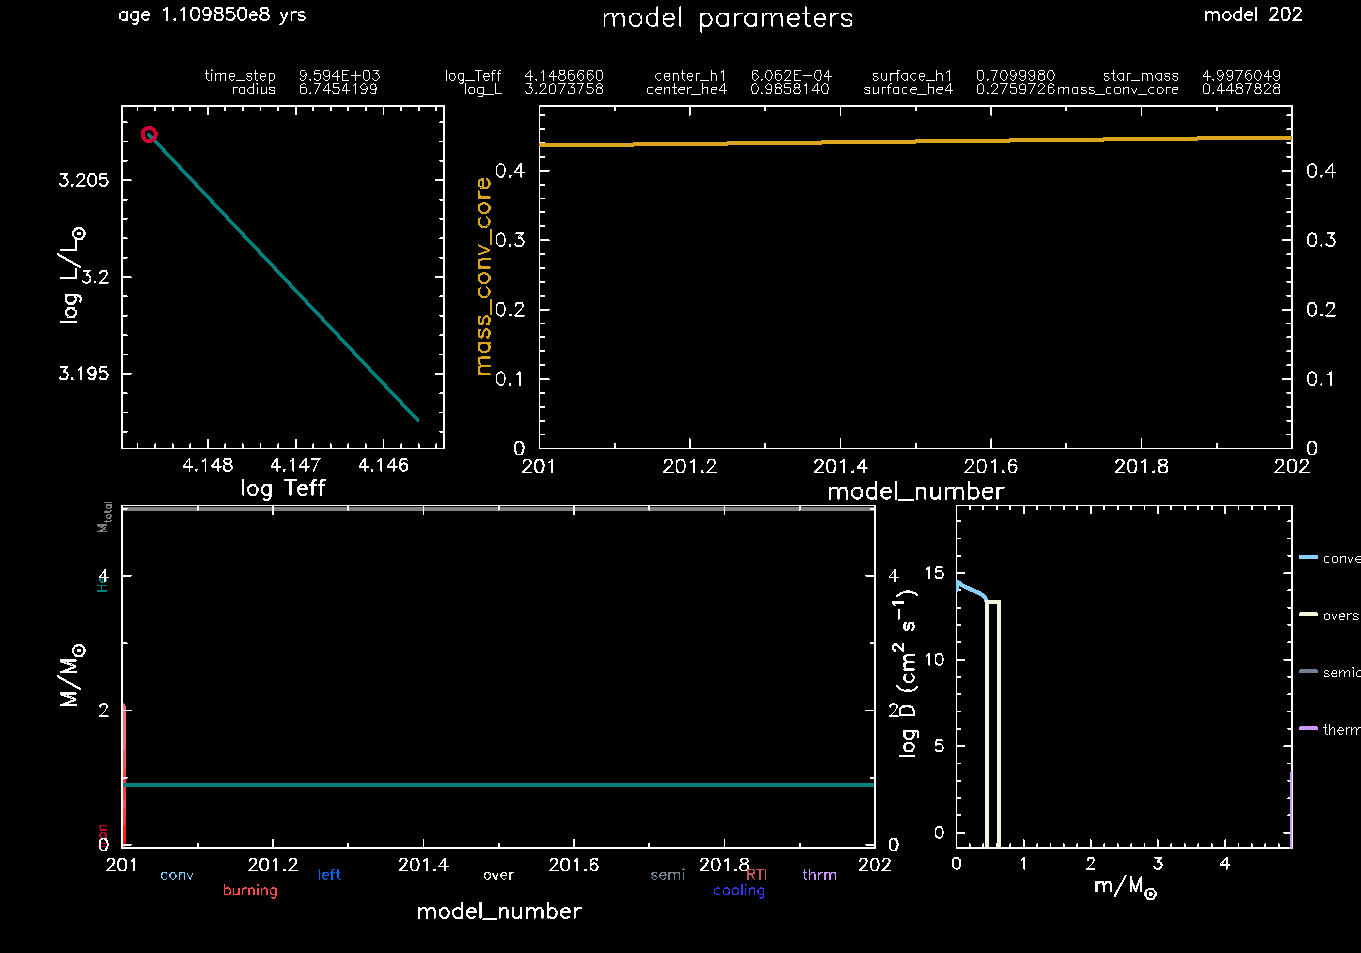 age 1.109850e8 yrs model parameters model 202
time_step 9.594E+03 log_Teff 4.1486660 center_h1 6.062E-04 surface_h1 0.7099980 star_mass 4.9976049
radius 6.7454199 log_L 3.2073758 center_he4 0.9858140 surface_he4 0.2759726 mass_conv_core 0.4487828
3.205
3.2
3.195
log L/L☉
4.148 4.147 4.146
log Teff
mass_conv_core
0.4
0.3
0.2
0.1
0
0.4
0.3
0.2
0.1
0
201 201.2 201.4 201.6 201.8 202
model_number
Mtotal
He
4
2
0
M/M☉
4
2
0
201 201.2 201.4 201.6 201.8 202
conv left over semi RTI thrm
burning cooling
model_number
log D (cm² s⁻¹)
15
10
5
0
0 1 2 3 4
m/M☉
conve
overs
semic
therm